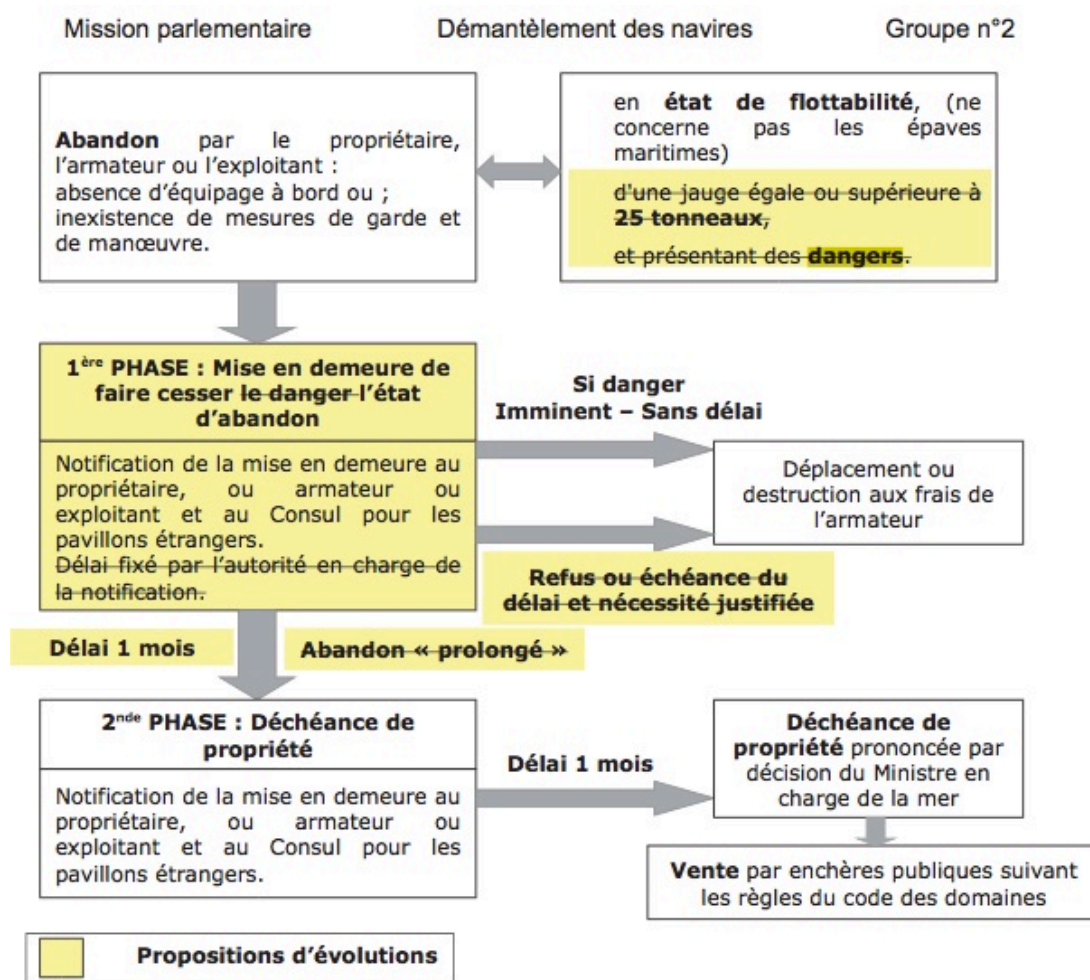 Mission parlementaire
Démantèlement des navires
Groupe n°2
Abandon par le propriétaire,
l’armateur ou l’exploitant :
absence d’équipage à bord ou ;
inexistence de mesures de garde et
de manœuvre.
en état de flottabilité, (ne
concerne pas les épaves
maritimes)
d'une jauge égale ou supérieure à
25 tonneaux,
et présentant des dangers.
1ère PHASE : Mise en demeure de
faire cesser le danger l’état
d’abandon
Notification de la mise en demeure au
propriétaire, ou armateur ou
exploitant et au Consul pour les
pavillons étrangers.
Délai fixé par l’autorité en charge de
la notification.
Si danger
Imminent – Sans délai
Déplacement ou
destruction aux frais de
l’armateur
Refus ou échéance du
délai et nécessité justifiée
Délai 1 mois
Abandon « prolongé »
2nde PHASE : Déchéance de
propriété
Notification de la mise en demeure au
propriétaire, ou armateur ou
exploitant et au Consul pour les
pavillons étrangers.
Délai 1 mois
Déchéance de
propriété prononcée par
décision du Ministre en
charge de la mer
Vente par enchères publiques suivant
les règles du code des domaines
Propositions d’évolutions